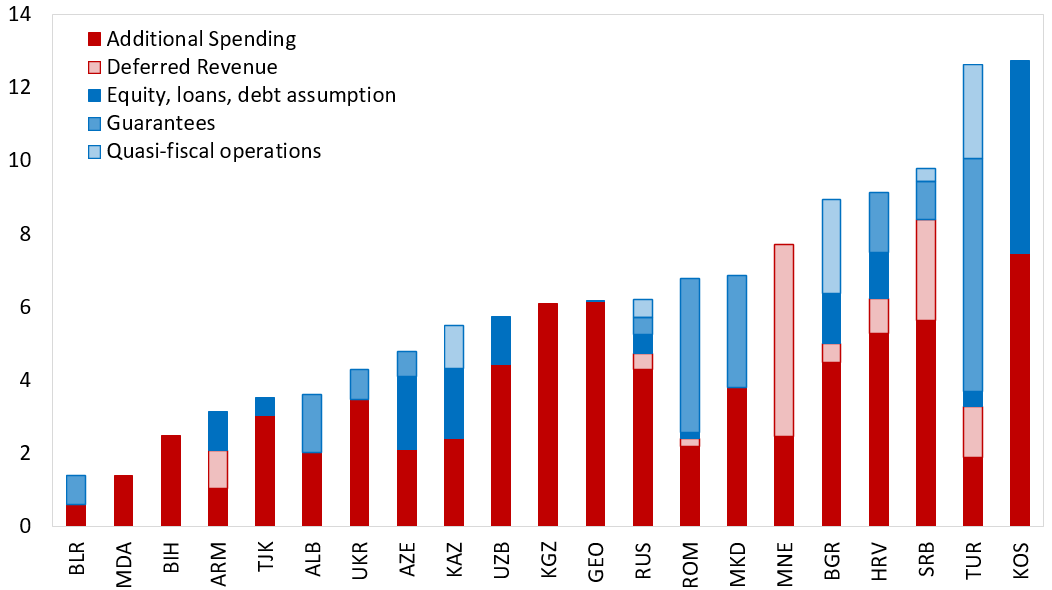 14
12
10
8
6
4
2
0
Additional Spending
Deferred Revenue
Equity, loans, debt assumption
Guarantees
Quasi-fiscal operations
BLR
MDA
BIH
ARM
TJK
ALB
UKR
AZE
KAZ
UZB
KGZ
GEO
RUS
ROM
MKD
MNE
BGR
HRV
SRB
TUR
KOS